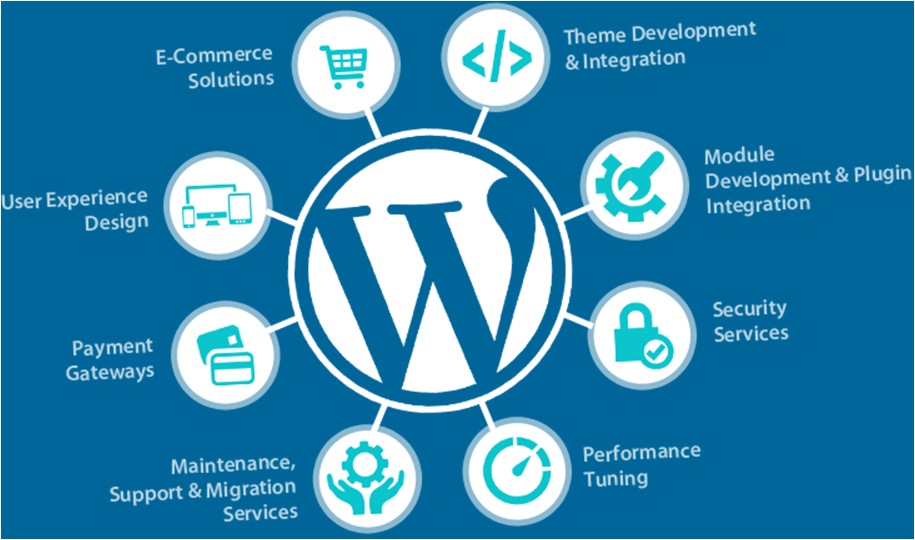 E-Commerce
Solutions
Theme Development
& Integration
User Experience
Design
Module
Development & Plugin
Integration
Payment
Gateways
Security
Services
Maintenance,
Support & Migration
Services
Performance
Tuning
W